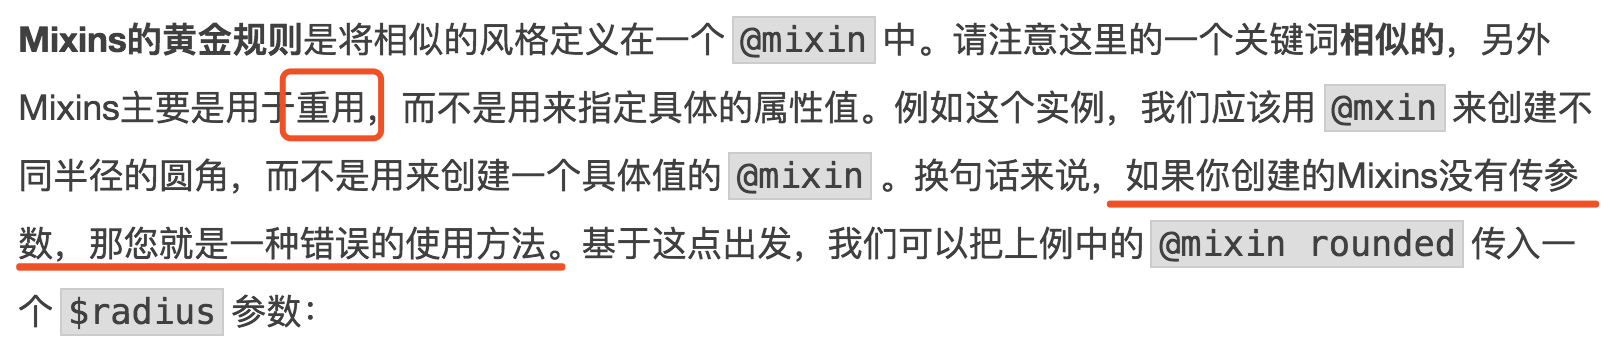 Mixins的黄金规则是将相似的风格定义在一个 @mixin 中。请注意这里的一个关键词相似的，另外
Mixins主要是用于重用，而不是用来指定具体的属性值。例如这个实例，我们应该用 @mxin 来创建不
同半径的圆角，而不是用来创建一个具体值的 @mixin 。换句话来说，如果你创建的Mixins没有传参
数，那您就是一种错误的使用方法。基于这点出发，我们可以把上例中的 @mixin rounded 传入一
个 $radius 参数：